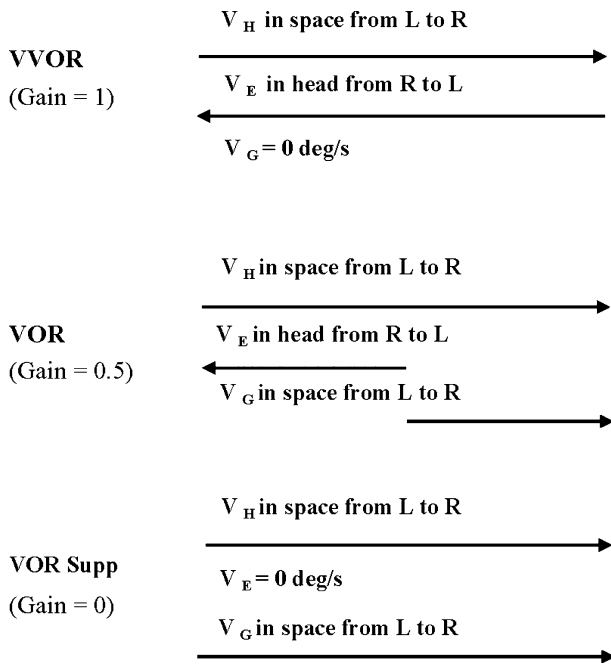 V H in space from L to R
VVOR
V E in head from R to L
(Gain = 1)
V G = 0 deg/s
V H in space from L to R
VOR
V E in head from R to L
(Gain = 0.5)
V G in space from L to R
V H in space from L to R
VOR Supp
V E = 0 deg/s
(Gain = 0)
V G in space from L to R